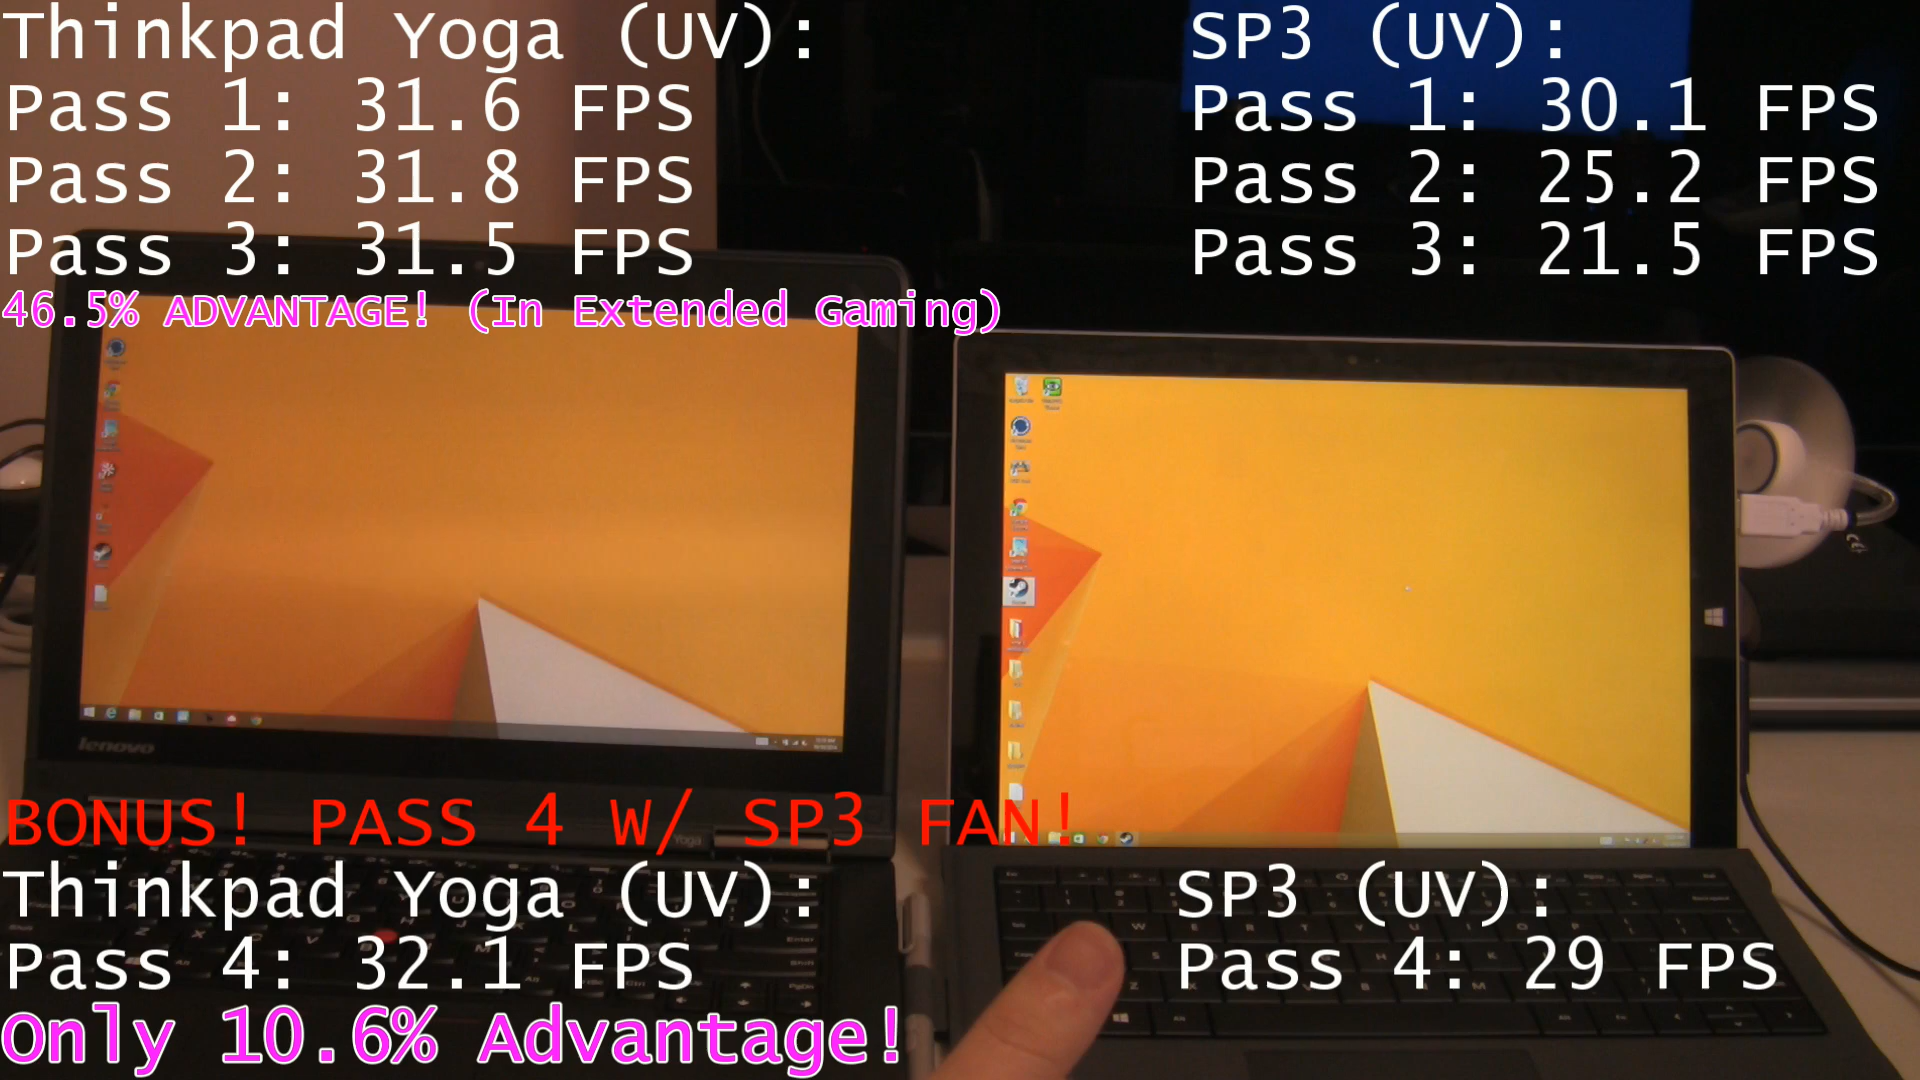 Thinkpad Yoga (UV):
Pass 1: 31.6 FPS
Pass 2: 31.8 FPS
Pass 3: 31.5 FPS
46.5% ADVANTAGE! (In Extended Gaming)
SP3 (UV):
Pass 1: 30.1 FPS
Pass 2: 25.2 FPS
Pass 3: 21.5 FPS
lenovo
BONUS! PASS 4 W/ SP3 FAN!
Yoga
Thinkpad Yoga (UV):
Pass 4: 32.1 FPS
Only 10.6% Advantage!
SP3 (UV):
Pass 4: 29 FPS